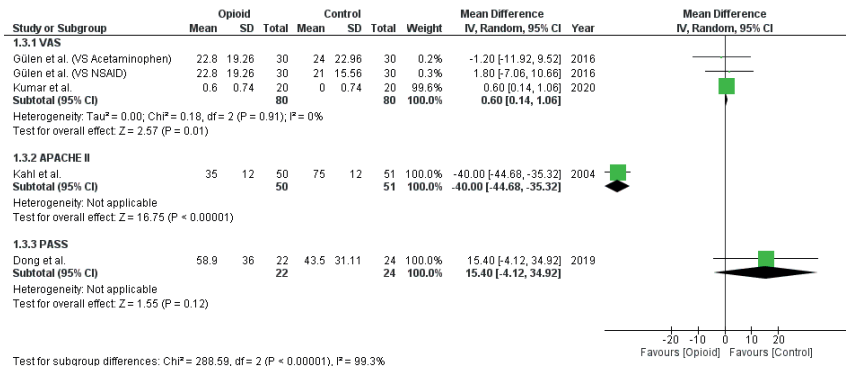 Opioid Control Mean Difference Mean Difference
Study or Subgroup Mean SD Total Mean SD Total Weight IV, Random, 95% CI Year IV, Random, 95% CI
1.3.1 VAS
Gülen et al. (VS Acetaminophen) 22.8 19.26 30 24 22.96 30 0.2% -1.20 [-11.92, 9.52] 2016
Gülen et al. (VS NSAID) 22.8 19.26 30 21 15.56 30 0.3% 1.80 [-7.06, 10.66] 2016
Kumar et al. 0.6 0.74 20 0 0.74 20 99.6% 0.60 [0.14, 1.06] 2020
Subtotal (95% CI) 80 80 100.0% 0.60 [0.14, 1.06]
Heterogeneity: Tau² = 0.00; Chi² = 0.18, df = 2 (P = 0.91); I² = 0%
Test for overall effect: Z = 2.57 (P = 0.01)
1.3.2 APACHE II
Kahl et al. 35 12 50 75 12 51 100.0% -40.00 [-44.68, -35.32] 2004
Subtotal (95% CI) 50 51 100.0% -40.00 [-44.68, -35.32]
Heterogeneity: Not applicable
Test for overall effect: Z = 16.75 (P < 0.00001)
1.3.3 PASS
Dong et al. 58.9 36 22 43.5 31.11 24 100.0% 15.40 [-4.12, 34.92] 2019
Subtotal (95% CI) 22 24 100.0% 15.40 [-4.12, 34.92]
Heterogeneity: Not applicable
Test for overall effect: Z = 1.55 (P = 0.12)
-20 -10 0 10 20
Favours [Opioid] Favours [Control]
Test for subgroup differences: Chi² = 288.59, df = 2 (P < 0.00001), I² = 99.3%